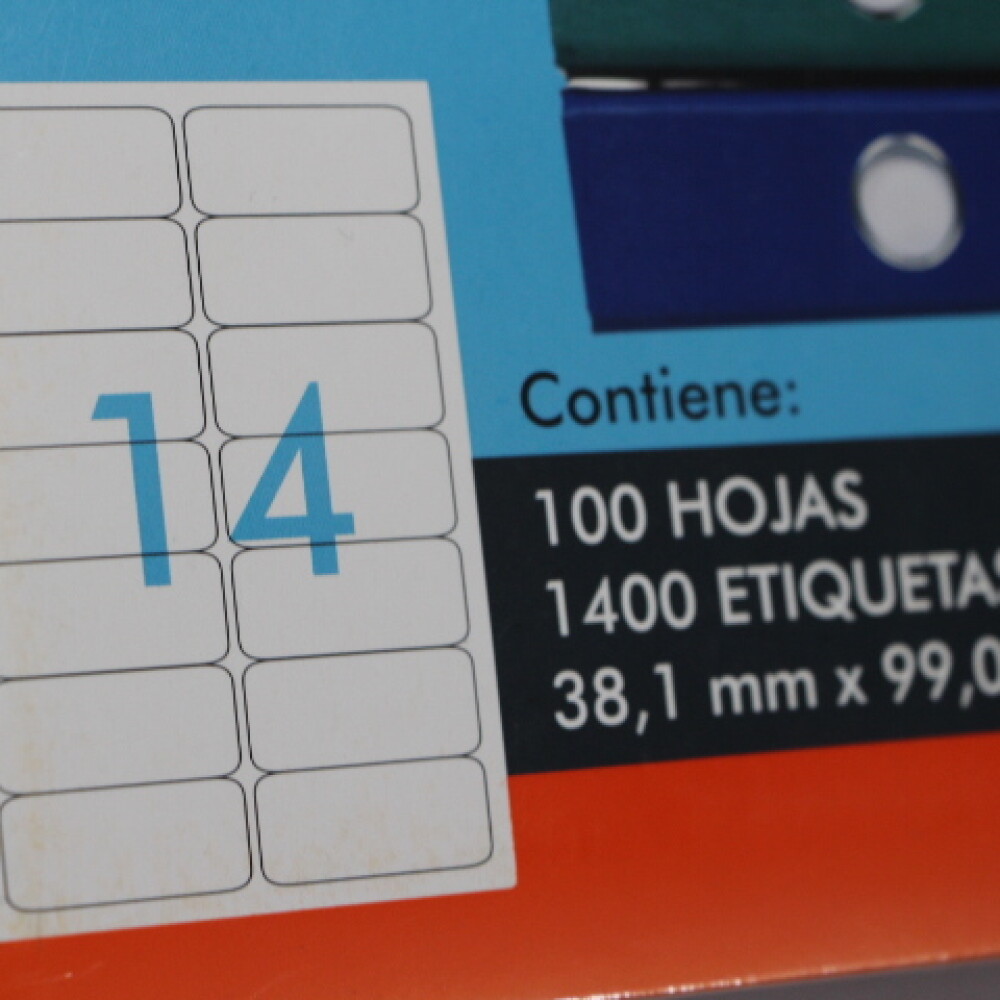 14
Contiene:
100 HOJAS
1400 ETIQUETAS
38,1 mm x 99,0